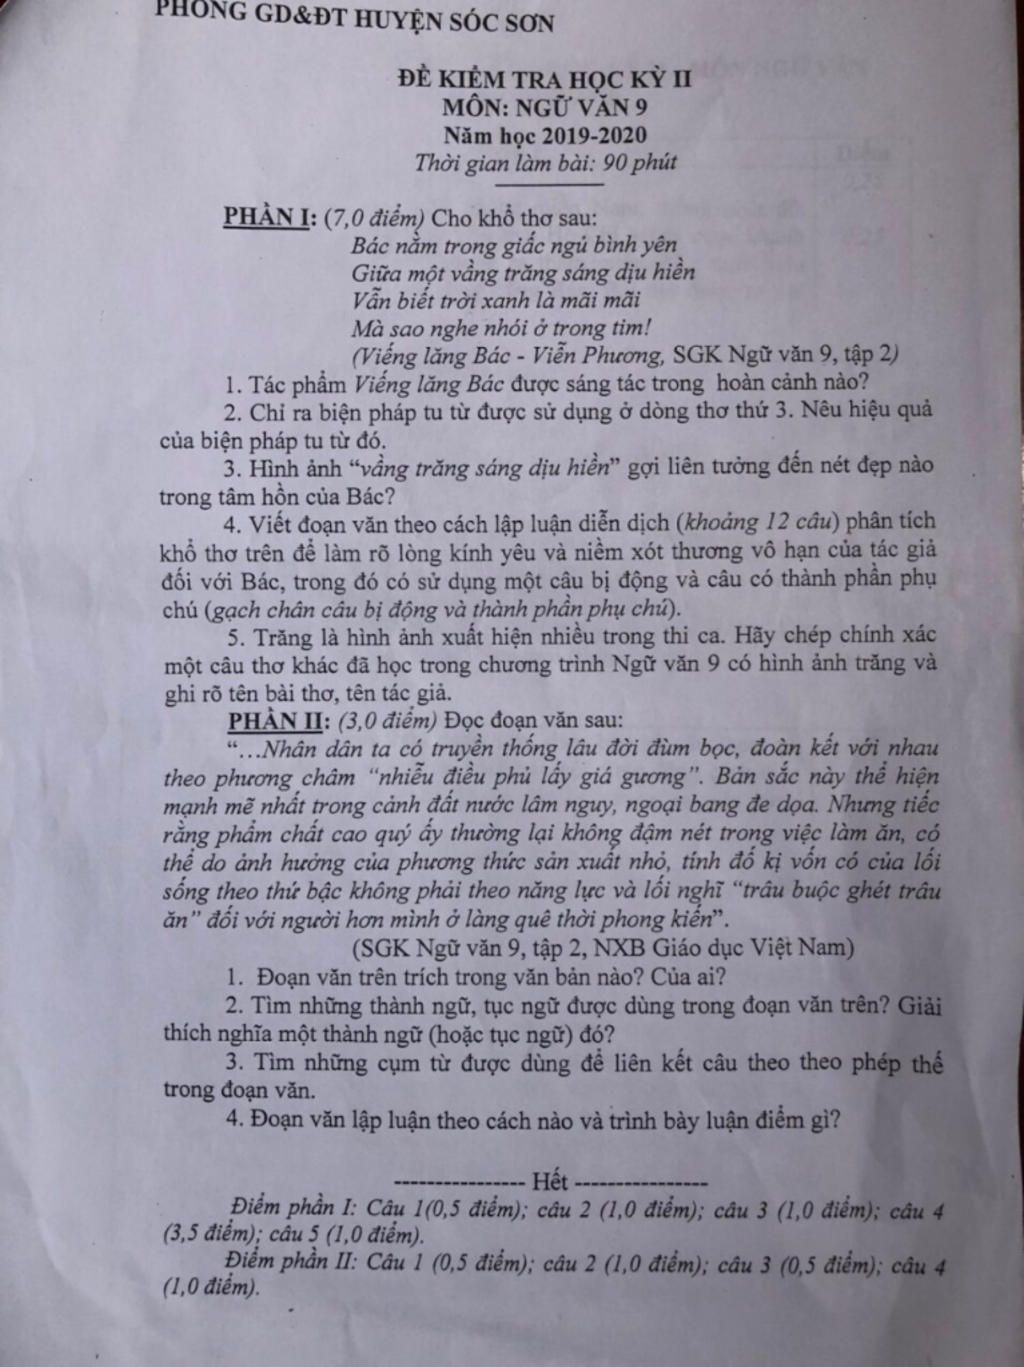 PHÒNG GD&ĐT HUYỆN SÓC SƠN
ĐỀ KIỂM TRA HỌC KỲ II
MÔN: NGỮ VĂN 9
Năm học 2019-2020
Thời gian làm bài: 90 phút
PHẦN I: (7,0 điểm) Cho khổ thơ sau:
Bác nằm trong giấc ngủ bình yên
Giữa một vầng trăng sáng dịu hiền
Vẫn biết trời xanh là mãi mãi
Mà sao nghe nhói ở trong tim!
(Viếng lăng Bác - Viễn Phương, SGK Ngữ văn 9, tập 2)
1. Tác phẩm Viếng lăng Bác được sáng tác trong hoàn cảnh nào?
2. Chỉ ra biện pháp tu từ được sử dụng ở dòng thơ thứ 3. Nêu hiệu quả
của biện pháp tu từ đó.
3. Hình ảnh “vầng trăng sáng dịu hiền” gợi liên tưởng đến nét đẹp nào
trong tâm hồn của Bác?
4. Viết đoạn văn theo cách lập luận diễn dịch (khoảng 12 câu) phân tích
khổ thơ trên để làm rõ lòng kính yêu và niềm xót thương vô hạn của tác giả
đối với Bác, trong đó có sử dụng một câu bị động và câu có thành phần phụ
chú (gạch chân câu bị động và thành phần phụ chú).
5. Trăng là hình ảnh xuất hiện nhiều trong thi ca. Hãy chép chính xác
một câu thơ khác đã học trong chương trình Ngữ văn 9 có hình ảnh trăng và
ghi rõ tên bài thơ, tên tác giả.
PHẦN II: (3,0 điểm) Đọc đoạn văn sau:
“…Nhân dân ta có truyền thống lâu đời đùm bọc, đoàn kết với nhau
theo phương châm “nhiễu điều phủ lấy giá gương”. Bản sắc này thể hiện
mạnh mẽ nhất trong cảnh đất nước lâm nguy, ngoại bang đe dọa. Nhưng tiếc
rằng phẩm chất cao quý ấy thường lại không đậm nét trong việc làm ăn, có
thể do ảnh hưởng của phương thức sản xuất nhỏ, tính đố kị vốn có của lối
sống theo thứ bậc không phải theo năng lực và lối nghĩ “trâu buộc ghét trâu
ăn” đối với người hơn mình ở làng quê thời phong kiến”.
(SGK Ngữ văn 9, tập 2, NXB Giáo dục Việt Nam)
1. Đoạn văn trên trích trong văn bản nào? Của ai?
2. Tìm những thành ngữ, tục ngữ được dùng trong đoạn văn trên? Giải
thích nghĩa một thành ngữ (hoặc tục ngữ) đó?
3. Tìm những cụm từ được dùng để liên kết câu theo theo phép thế
trong đoạn văn.
4. Đoạn văn lập luận theo cách nào và trình bày luận điểm gì?
---------------- Hết ----------------
Điểm phần I: Câu 1(0,5 điểm); câu 2 (1,0 điểm); câu 3 (1,0 điểm); câu 4
(3,5 điểm); câu 5 (1,0 điểm).
Điểm phần II: Câu 1 (0,5 điểm); câu 2 (1,0 điểm); câu 3 (0,5 điểm); câu 4
(1,0 điểm).